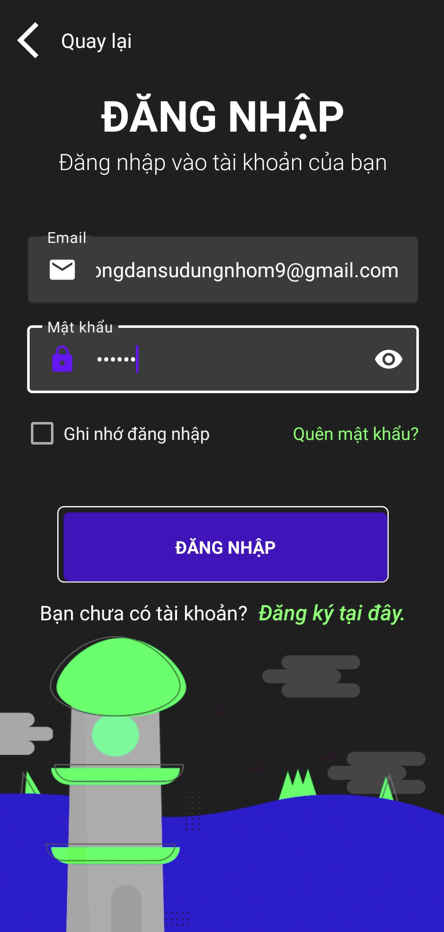 Quay lại
ĐĂNG NHẬP
Đăng nhập vào tài khoản của bạn
Email
ongdansudungnhom9@gmail.com
Mật khẩu
••••••
Ghi nhớ đăng nhập
Quên mật khẩu?
ĐĂNG NHẬP
Bạn chưa có tài khoản? Đăng ký tại đây.